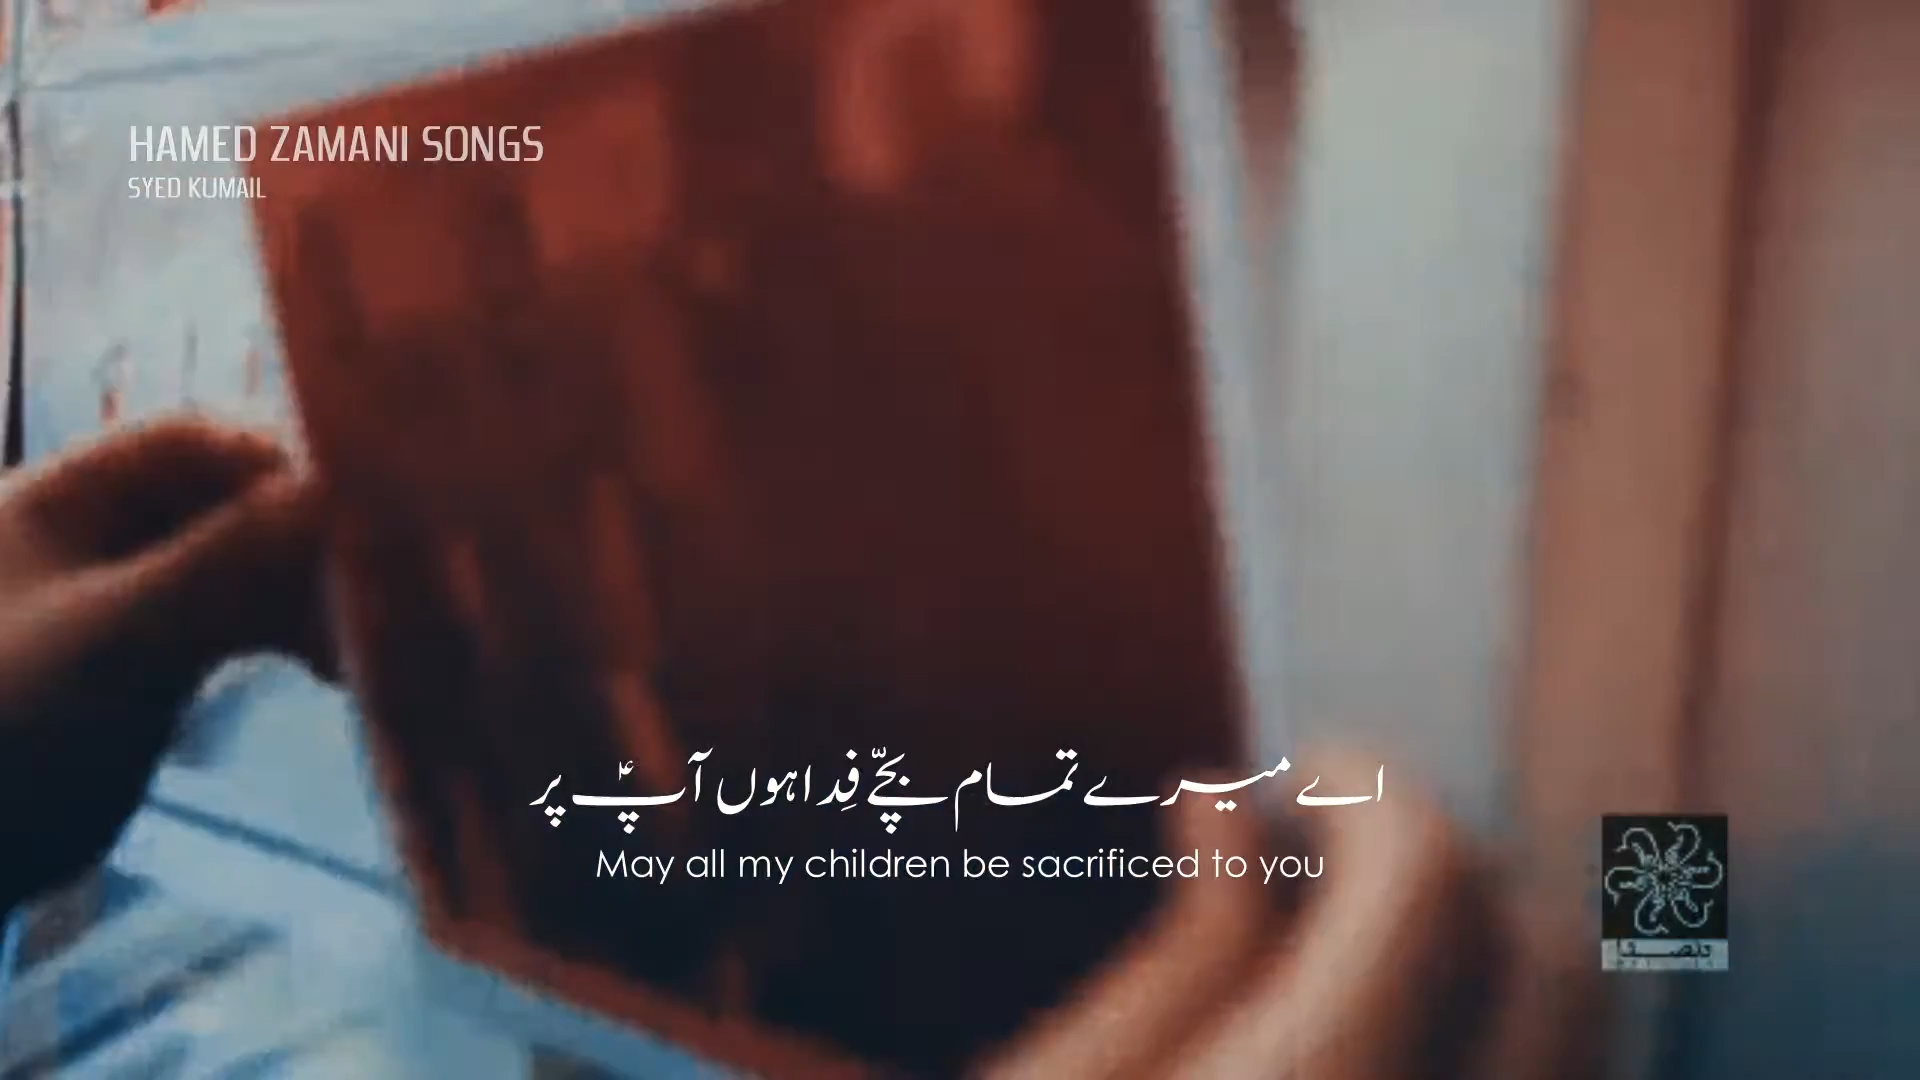 HAMED ZAMANI SONGS
SYED KUMAIL
اے میرے تمام بچّے فِدا ہوں آپؑ پر
May all my children be sacrificed to you